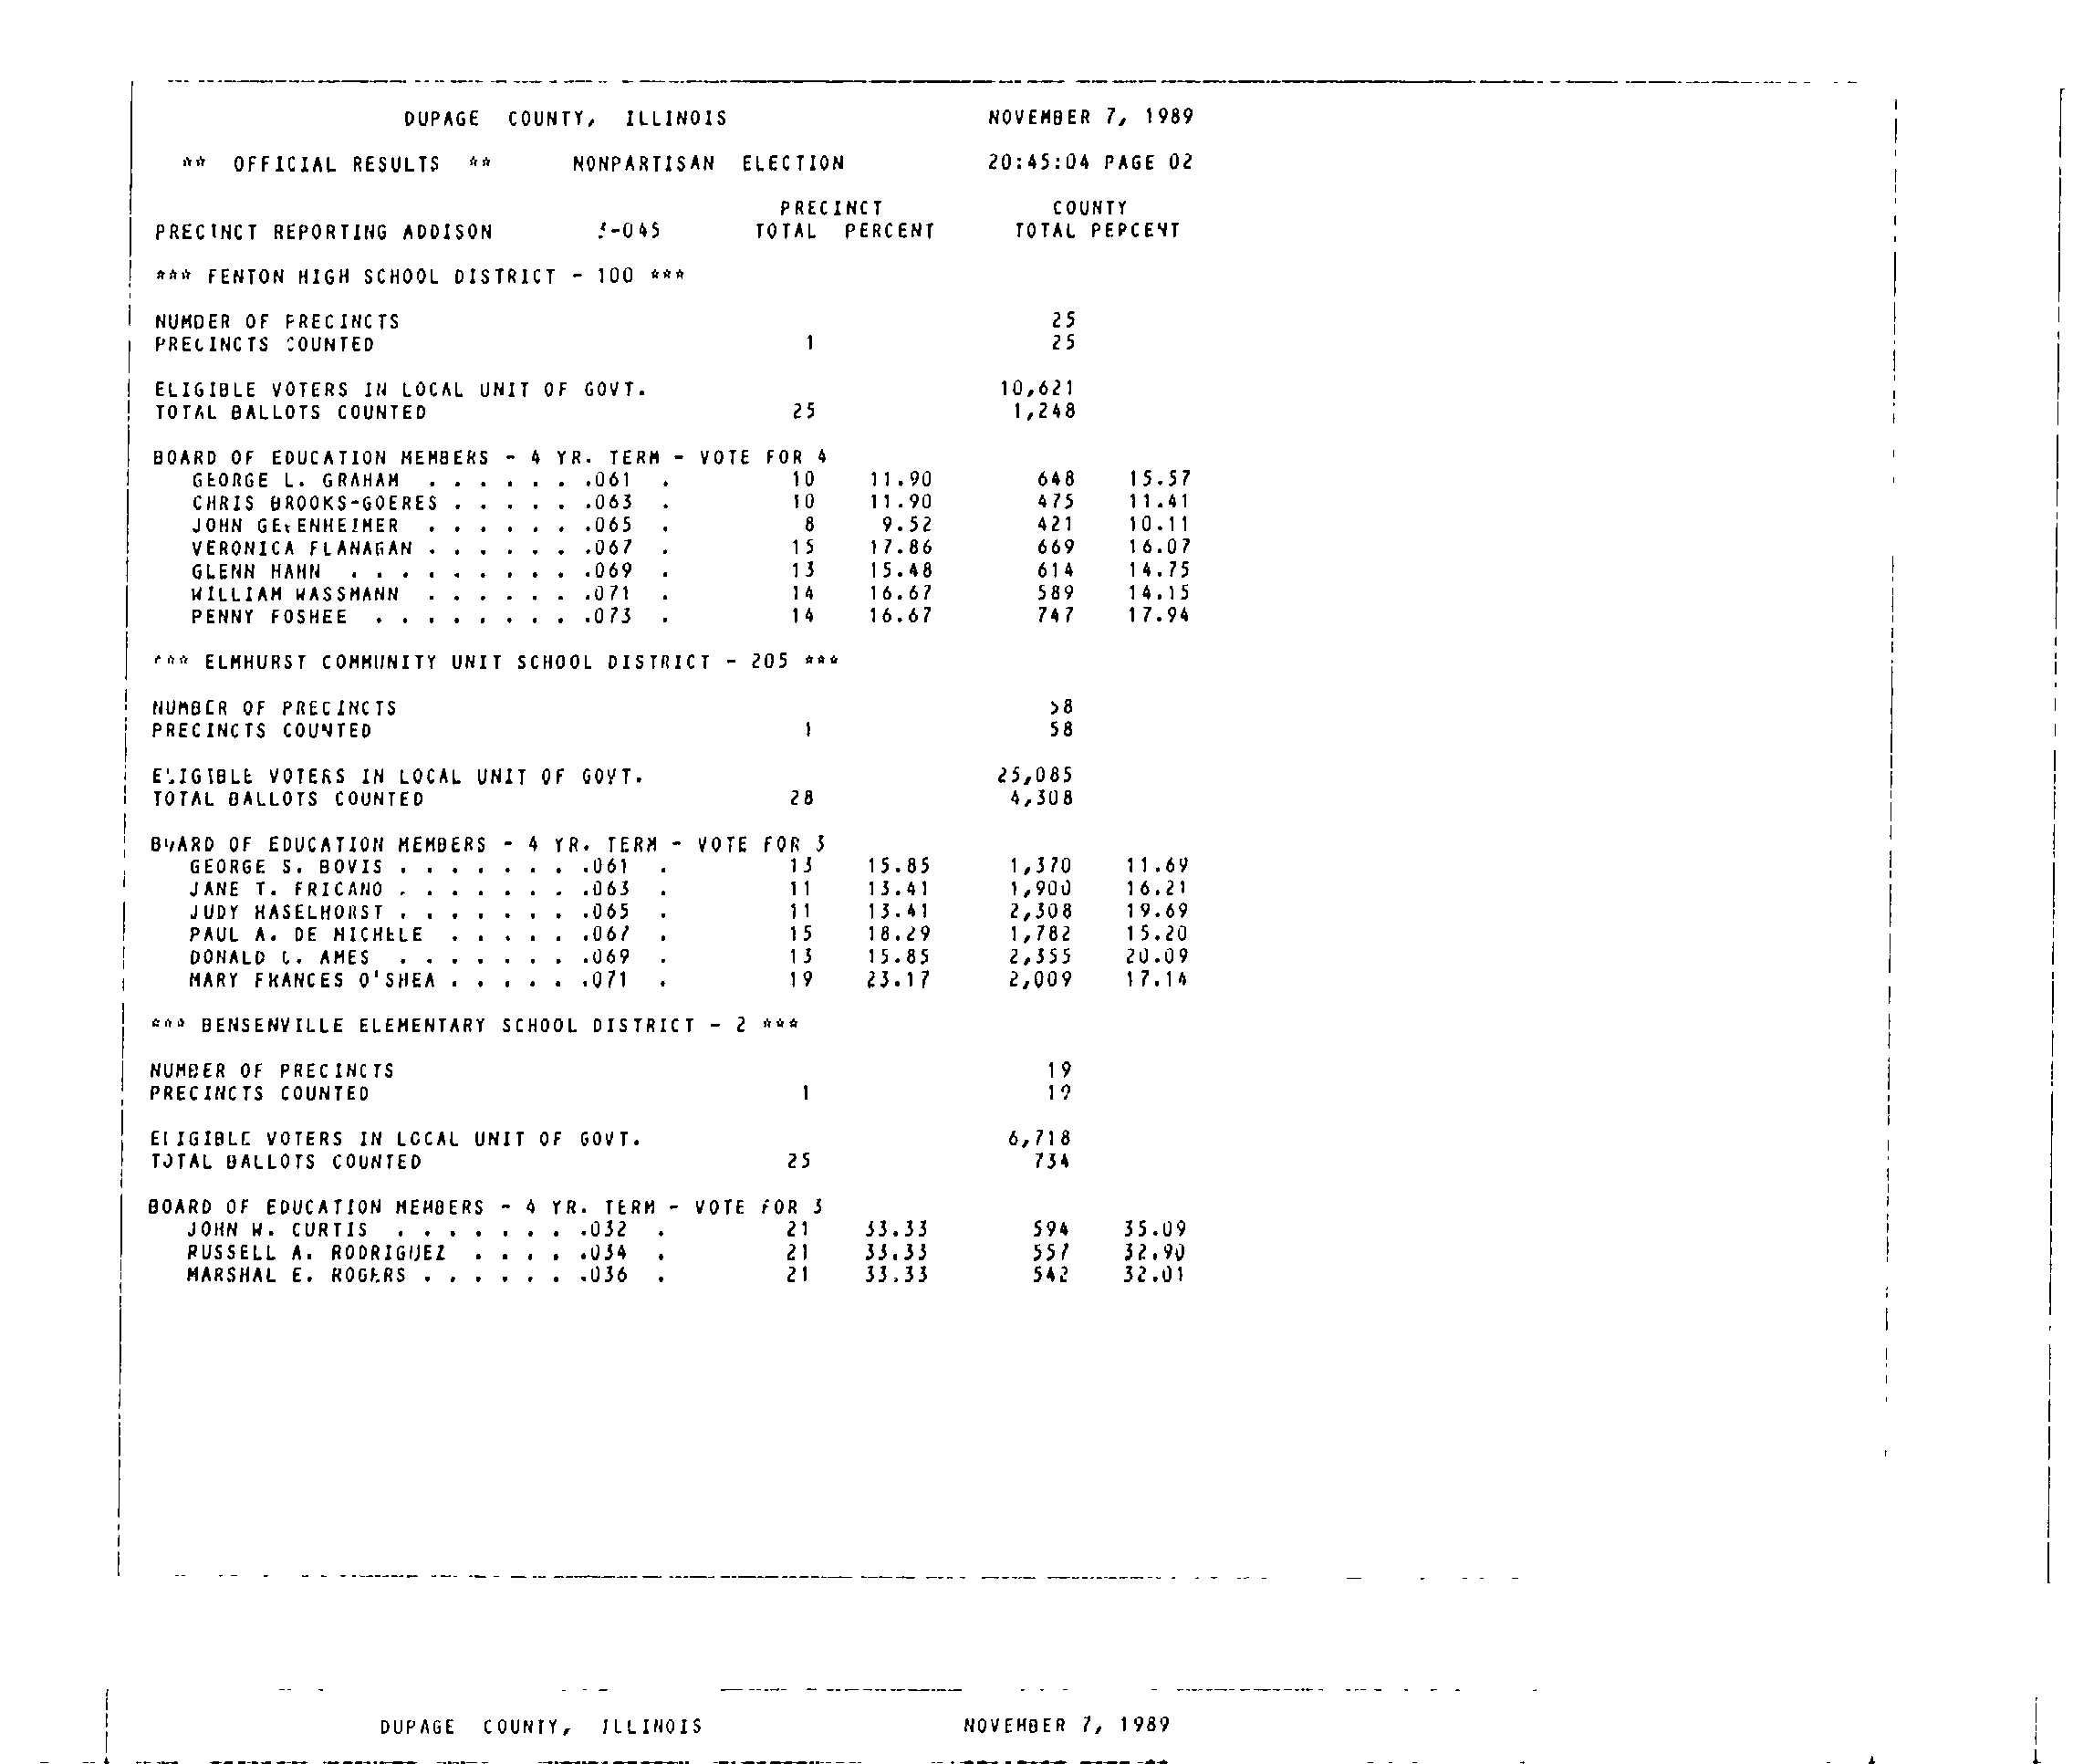 DUPAGE COUNTY, ILLINOIS NOVEMBER 7, 1989
** OFFICIAL RESULTS ** NONPARTISAN ELECTION 20:45:04 PAGE 02
PRECINCT COUNTY
PRECINCT REPORTING ADDISON -045 TOTAL PERCENT TOTAL PERCENT
*** FENTON HIGH SCHOOL DISTRICT - 100 ***
NUMBER OF PRECINCTS 25
PRECINCTS COUNTED 1 25
ELIGIBLE VOTERS IN LOCAL UNIT OF GOVT. 10,621
TOTAL BALLOTS COUNTED 25 1,248
BOARD OF EDUCATION MEMBERS - 4 YR. TERM - VOTE FOR 4
GEORGE L. GRAHAM . . . . . . .061 . 10 11.90 648 15.57
CHRIS BROOKS-GOERES . . . . . .063 . 10 11.90 475 11.41
JOHN . . . . . . .065 . 8 9.52 421 10.11
VERONICA FLANAGAN . . . . . . .067 . 15 17.86 669 16.07
GLENN HAHN . . . . . . . . . .069 . 13 15.48 614 14.75
WILLIAM WASSMANN . . . . . . .071 . 14 16.67 589 14.15
PENNY FOSHEE . . . . . . . . .073 . 14 16.67 747 17.94
*** ELMHURST COMMUNITY UNIT SCHOOL DISTRICT - 205 ***
NUMBER OF PRECINCTS 58
PRECINCTS COUNTED 1 58
ELIGIBLE VOTERS IN LOCAL UNIT OF GOVT. 25,085
TOTAL BALLOTS COUNTED 28 4,308
BOARD OF EDUCATION MEMBERS - 4 YR. TERM - VOTE FOR 3
GEORGE S. BOVIS . . . . . . . .061 . 13 15.85 1,370 11.69
JANE T. FRICANO . . . . . . . .063 . 11 13.41 1,900 16.21
JUDY HASELHORST . . . . . . . .065 . 11 13.41 2,308 19.69
PAUL A. DE MICHELE . . . . . .067 . 15 18.29 1,782 15.20
DONALD C. AMES . . . . . . . .069 . 13 15.85 2,355 20.09
MARY FRANCES O'SHEA . . . . . .071 . 19 23.17 2,009 17.14
*** BENSENVILLE ELEMENTARY SCHOOL DISTRICT - 2 ***
NUMBER OF PRECINCTS 19
PRECINCTS COUNTED 1 19
ELIGIBLE VOTERS IN LOCAL UNIT OF GOVT. 6,718
TOTAL BALLOTS COUNTED 25 734
BOARD OF EDUCATION MEMBERS - 4 YR. TERM - VOTE FOR 3
JOHN W. CURTIS . . . . . . . .032 . 21 33.33 594 35.09
RUSSELL A. RODRIGUEZ . . . . .034 . 21 33.33 557 32.90
MARSHAL E. ROGERS . . . . . . .036 . 21 33.33 542 32.01
DUPAGE COUNTY, ILLINOIS NOVEMBER 7, 1989